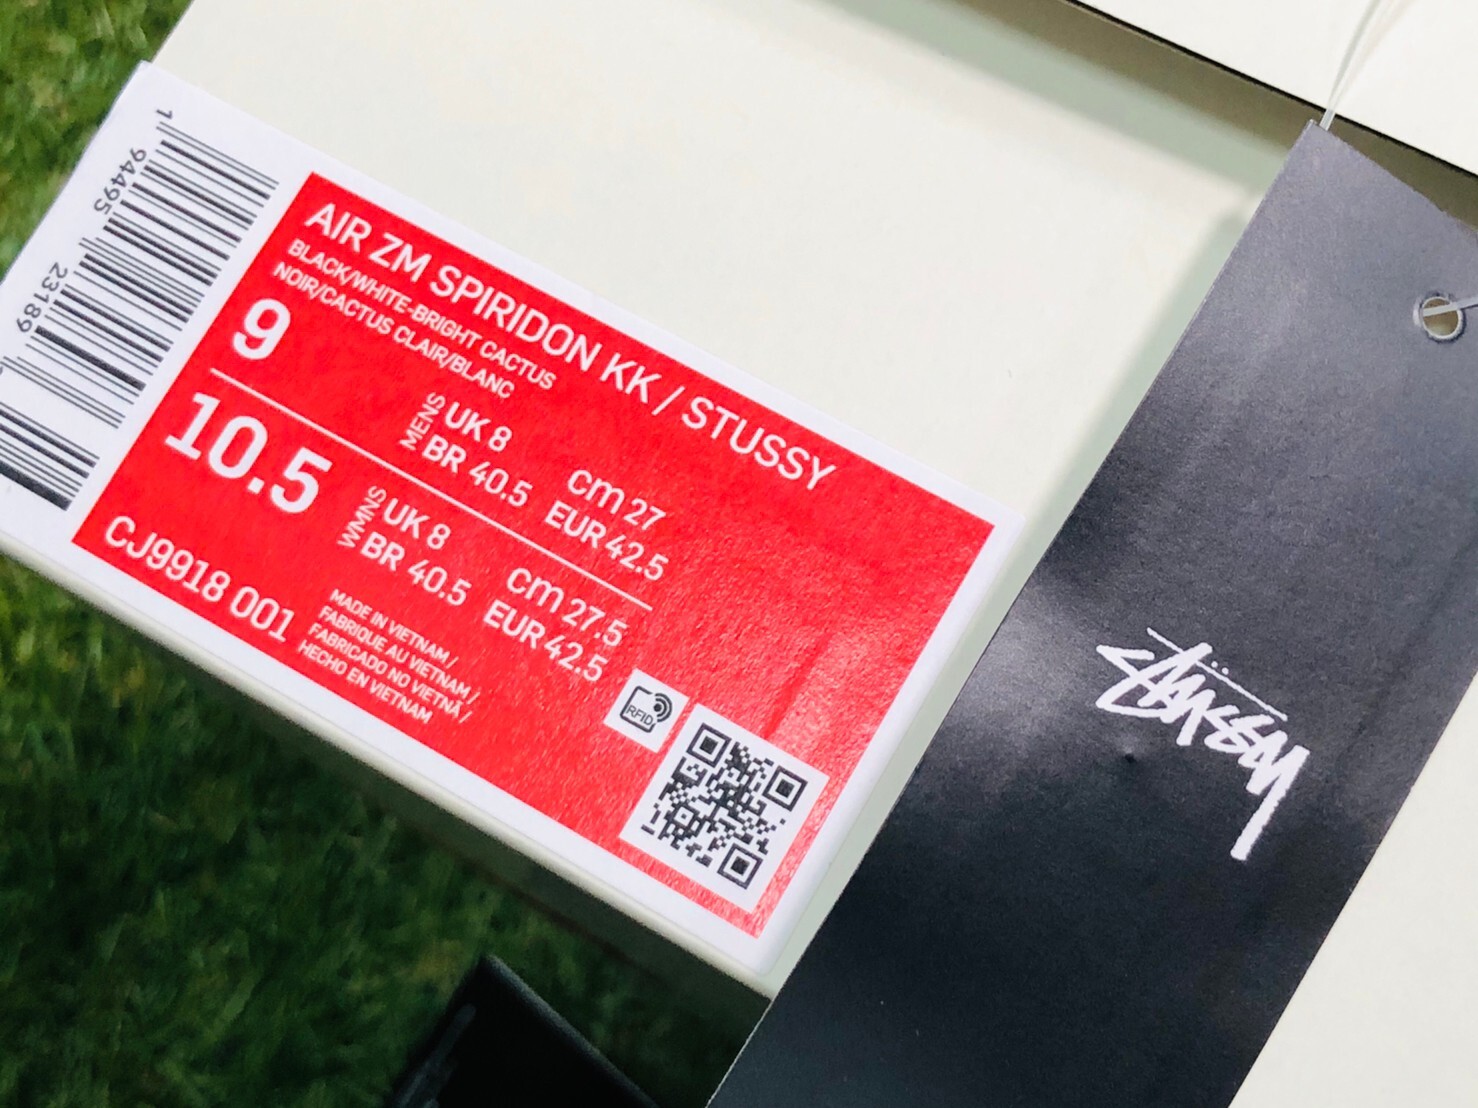 1
94495
23189
AIR ZM SPIRIDON KK / STUSSY
BLACK/WHITE-BRIGHT CACTUS
NOIR/CACTUS CLAIR/BLANC
9
MENS
UK 8
BR 40.5
cm 27
EUR 42.5
10.5
WMNS
UK 8
BR 40.5
cm 27.5
EUR 42.5
CJ9918 001
MADE IN VIETNAM /
FABRIQUE AU VIETNAM /
FABRICADO NO VIETNÃ /
HECHO EN VIETNAM
RFID
Stüssy